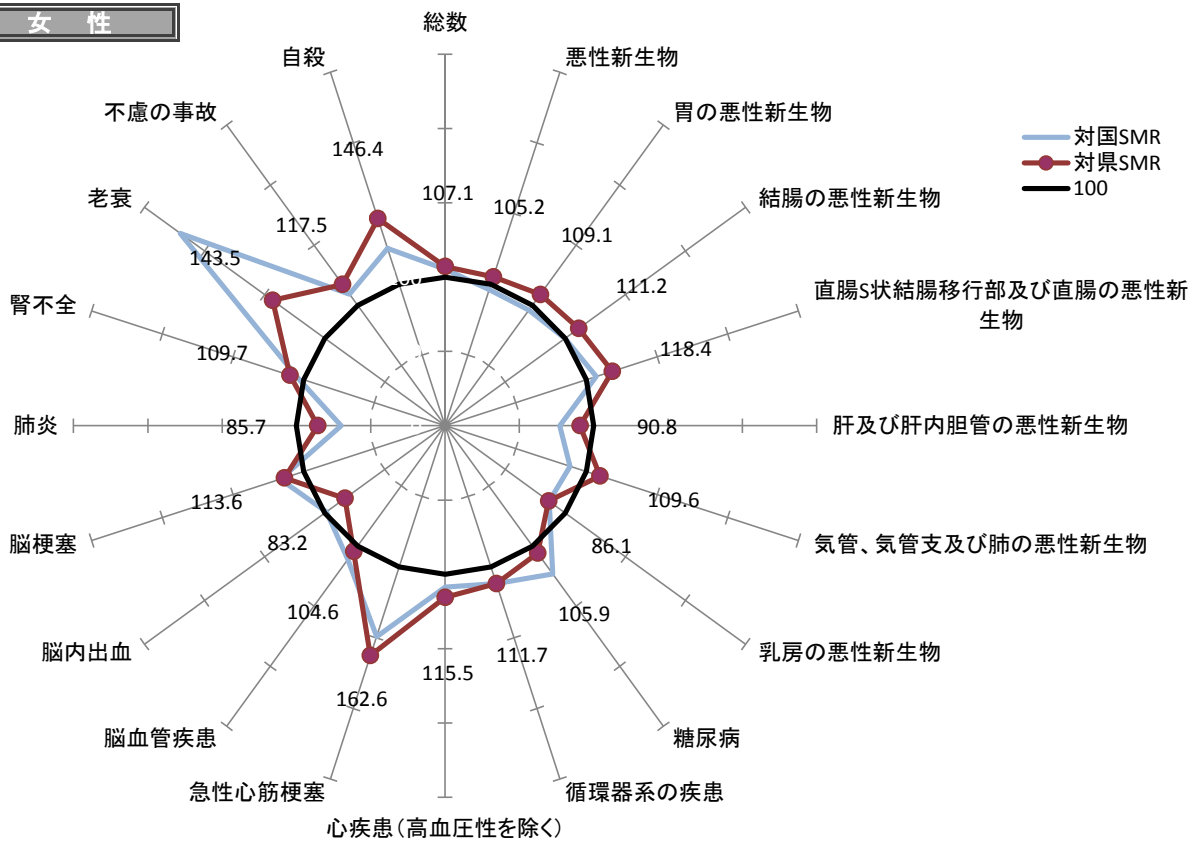 女 性
総数
悪性新生物
胃の悪性新生物
結腸の悪性新生物
直腸S状結腸移行部及び直腸の悪性新
生物
肝及び肝内胆管の悪性新生物
気管、気管支及び肺の悪性新生物
乳房の悪性新生物
糖尿病
循環器系の疾患
心疾患（高血圧性を除く）
急性心筋梗塞
脳血管疾患
脳内出血
脳梗塞
肺炎
腎不全
老衰
不慮の事故
自殺
107.1
105.2
109.1
111.2
118.4
90.8
109.6
86.1
105.9
111.7
115.5
162.6
104.6
83.2
113.6
85.7
109.7
143.5
117.5
146.4
対国SMR
対県SMR
100